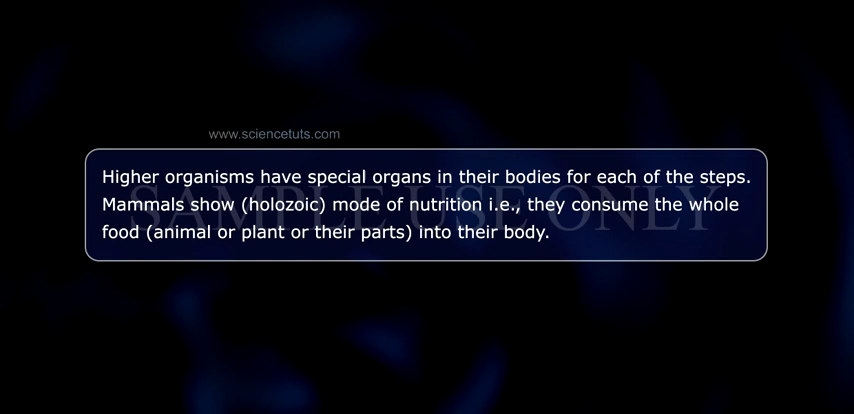 www.sciencetuts.com
Higher organisms have special organs in their bodies for each of the steps.
Mammals show (holozoic) mode of nutrition i.e., they consume the whole
SAMPLE USE ONLY
food (animal or plant or their parts) into their body.